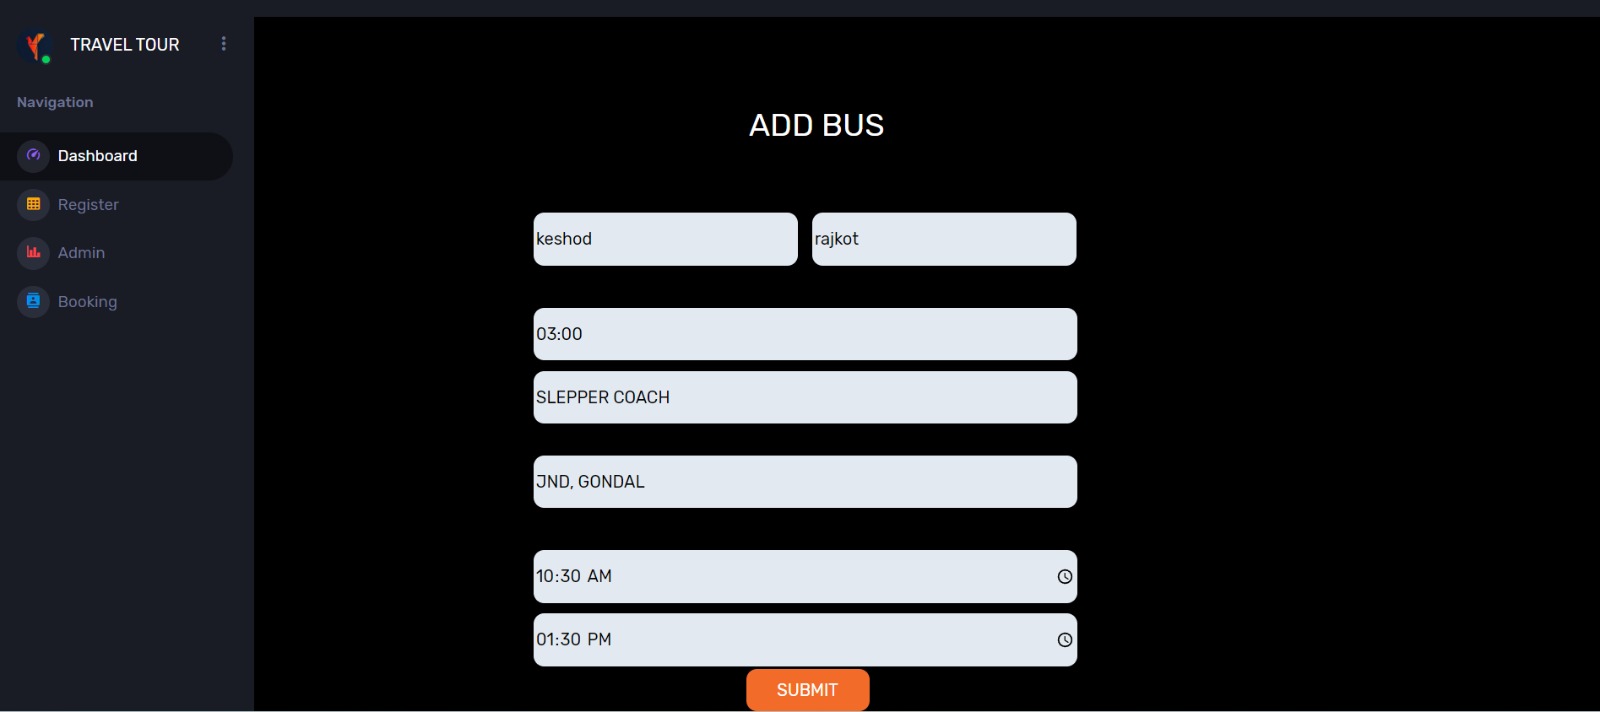 TRAVEL TOUR
Navigation
Dashboard
Register
Admin
Booking
ADD BUS
keshod rajkot
03:00
SLEPPER COACH
JND, GONDAL
10:30 AM
01:30 PM
SUBMIT